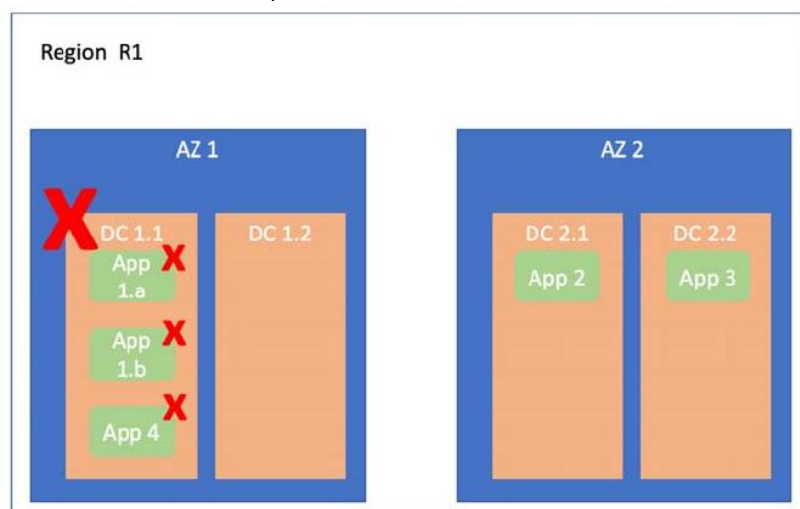 Region R1
AZ 1
DC 1.1
App
1.a
App
1.b
App 4
DC 1.2
AZ 2
DC 2.1
App 2
DC 2.2
App 3